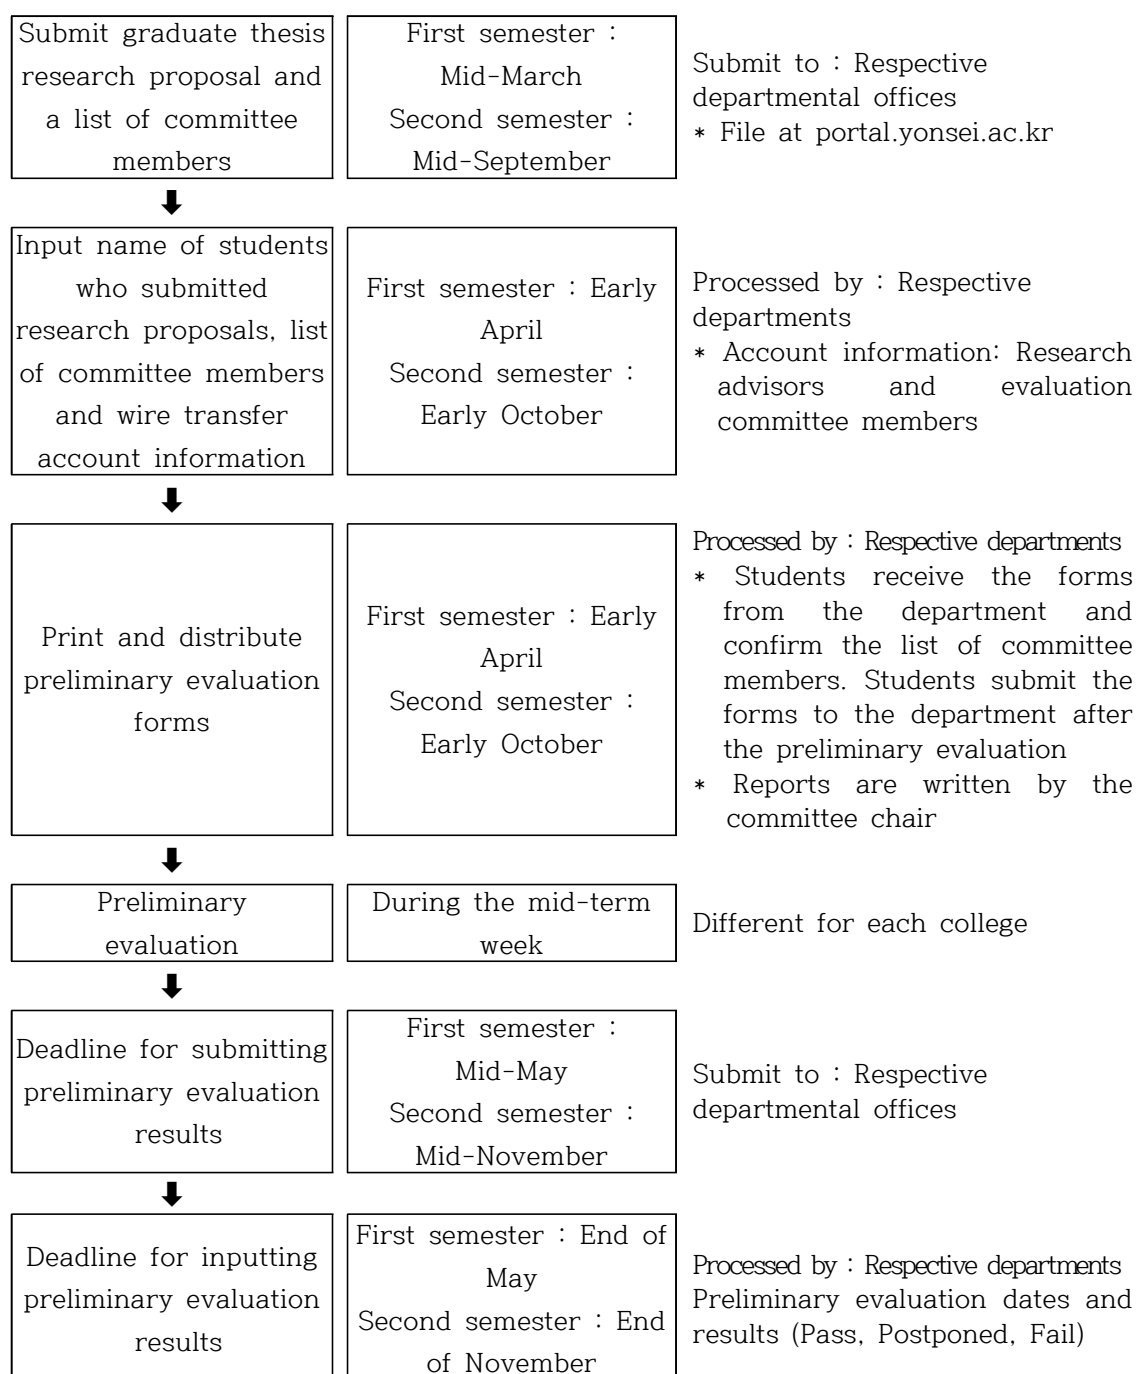 Submit graduate thesis
research proposal and
a list of committee
members
First semester :
Mid-March
Second semester :
Mid-September
Submit to : Respective
departmental offices
* File at portal.yonsei.ac.kr
Input name of students
who submitted
research proposals, list
of committee members
and wire transfer
account information
First semester : Early
April
Second semester :
Early October
Processed by : Respective
departments
* Account information: Research
advisors and evaluation
committee members
Print and distribute
preliminary evaluation
forms
First semester : Early
April
Second semester :
Early October
Processed by : Respective departments
* Students receive the forms
from the department and
confirm the list of committee
members. Students submit the
forms to the department after
the preliminary evaluation
* Reports are written by the
committee chair
Preliminary
evaluation
During the mid-term
week
Different for each college
Deadline for submitting
preliminary evaluation
results
First semester :
Mid-May
Second semester :
Mid-November
Submit to : Respective
departmental offices
Deadline for inputting
preliminary evaluation
results
First semester : End of
May
Second semester : End
of November
Processed by : Respective departments
Preliminary evaluation dates and
results (Pass, Postponed, Fail)